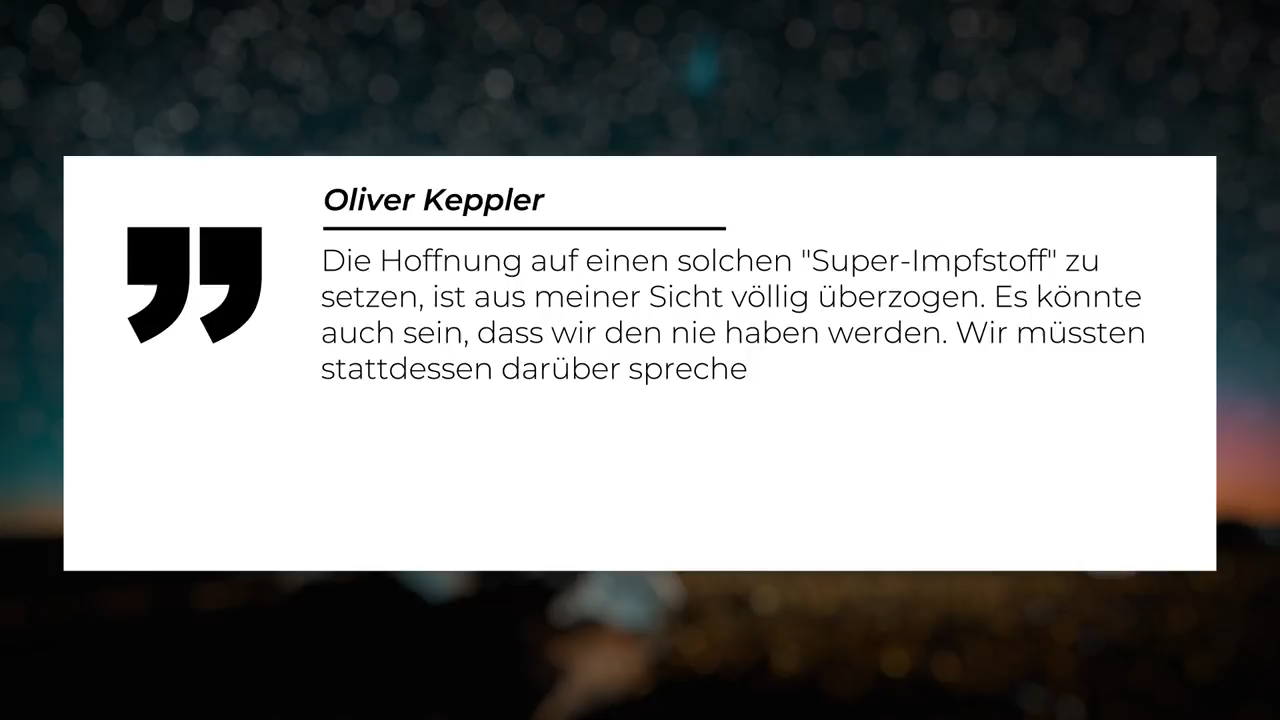 Oliver Keppler
Die Hoffnung auf einen solchen "Super-Impfstoff" zu
setzen, ist aus meiner Sicht völlig überzogen. Es könnte
auch sein, dass wir den nie haben werden. Wir müssten
stattdessen darüber spreche